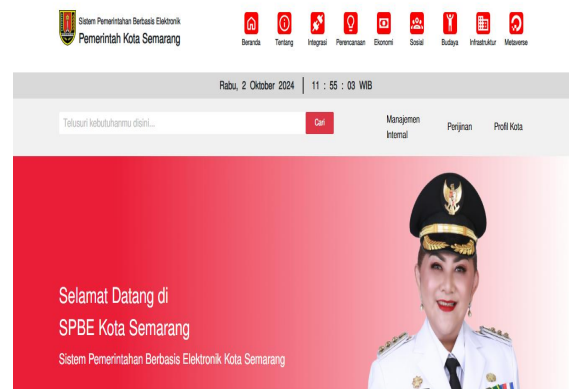 Sistem Pemerintahan Berbasis Elektronik
Pemerintah Kota Semarang
Beranda
Tentang
Integrasi
Perencanaan
Ekonomi
Sosial
Budaya
Infrastruktur
Metaverse
Rabu, 2 Oktober 2024 | 11 : 55 : 03 WIB
Telusuri kebutuhanmu disini...
Cari
Manajemen
Internal
Perijinan
Profil Kota
Selamat Datang di
SPBE Kota Semarang
Sistem Pemerintahan Berbasis Elektronik Kota Semarang